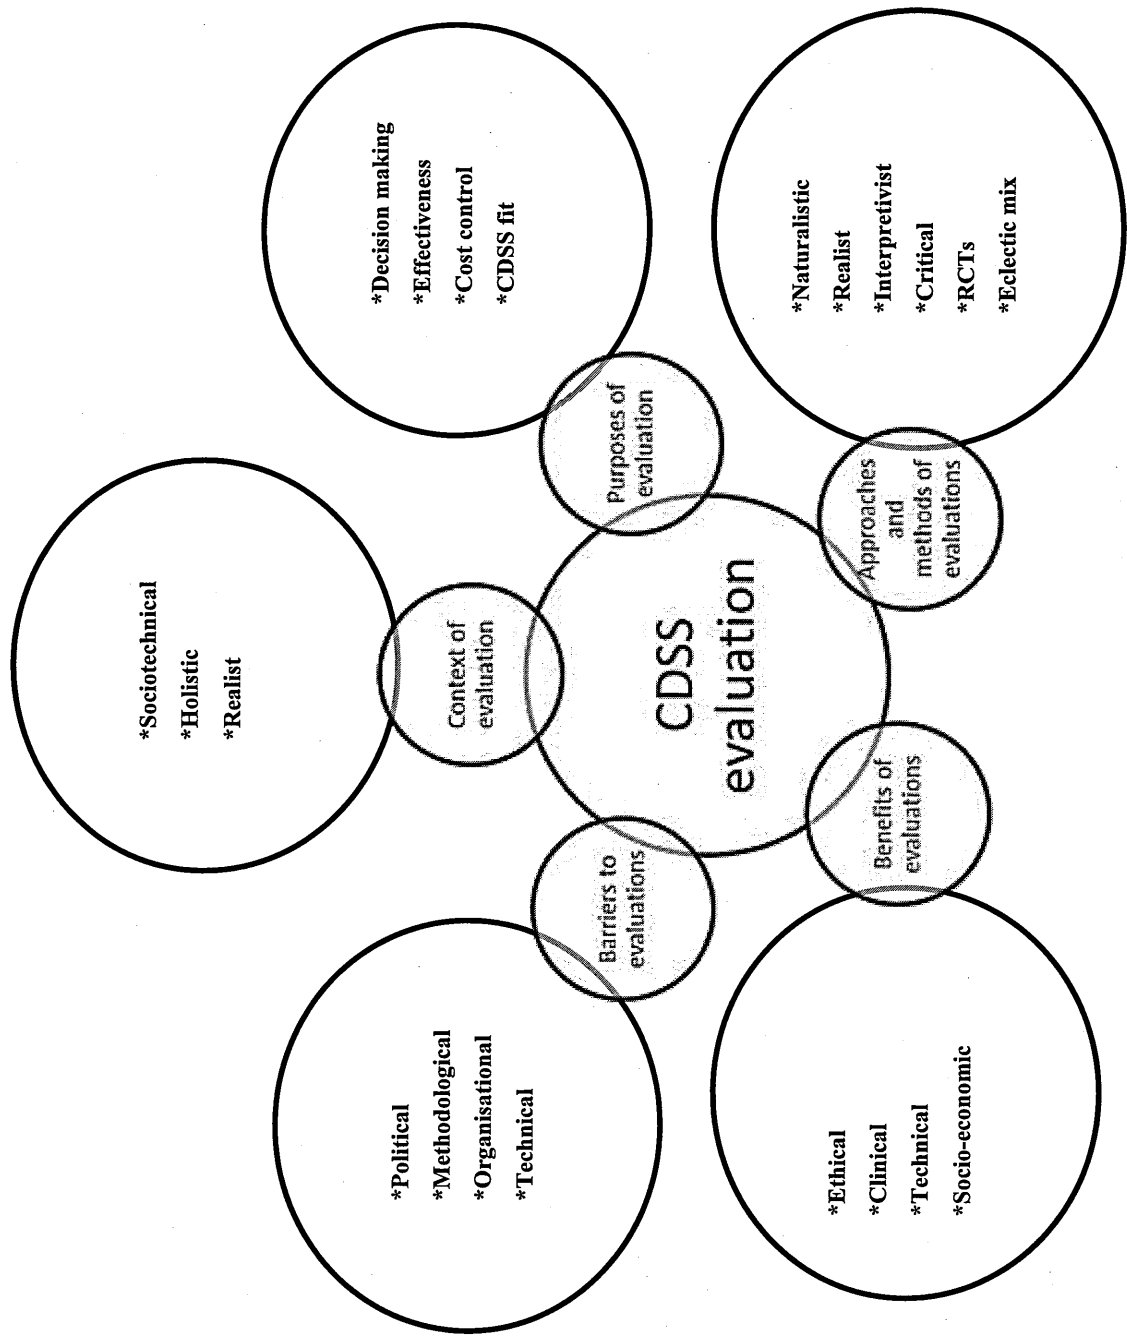 *Sociotechnical
*Holistic
*Realist
Context of
evaluation
*Political
*Methodological
*Organisational
*Technical
Barriers to
evaluations
*Decision making
*Effectiveness
*Cost control
*CDSS fit
Purposes of
evaluation
CDSS
evaluation
*Ethical
*Clinical
*Technical
*Socio-economic
Benefits of
evaluations
Approaches
and
methods of
evaluations
*Naturalistic
*Realist
*Interpretivist
*Critical
*RCTs
*Eclectic mix